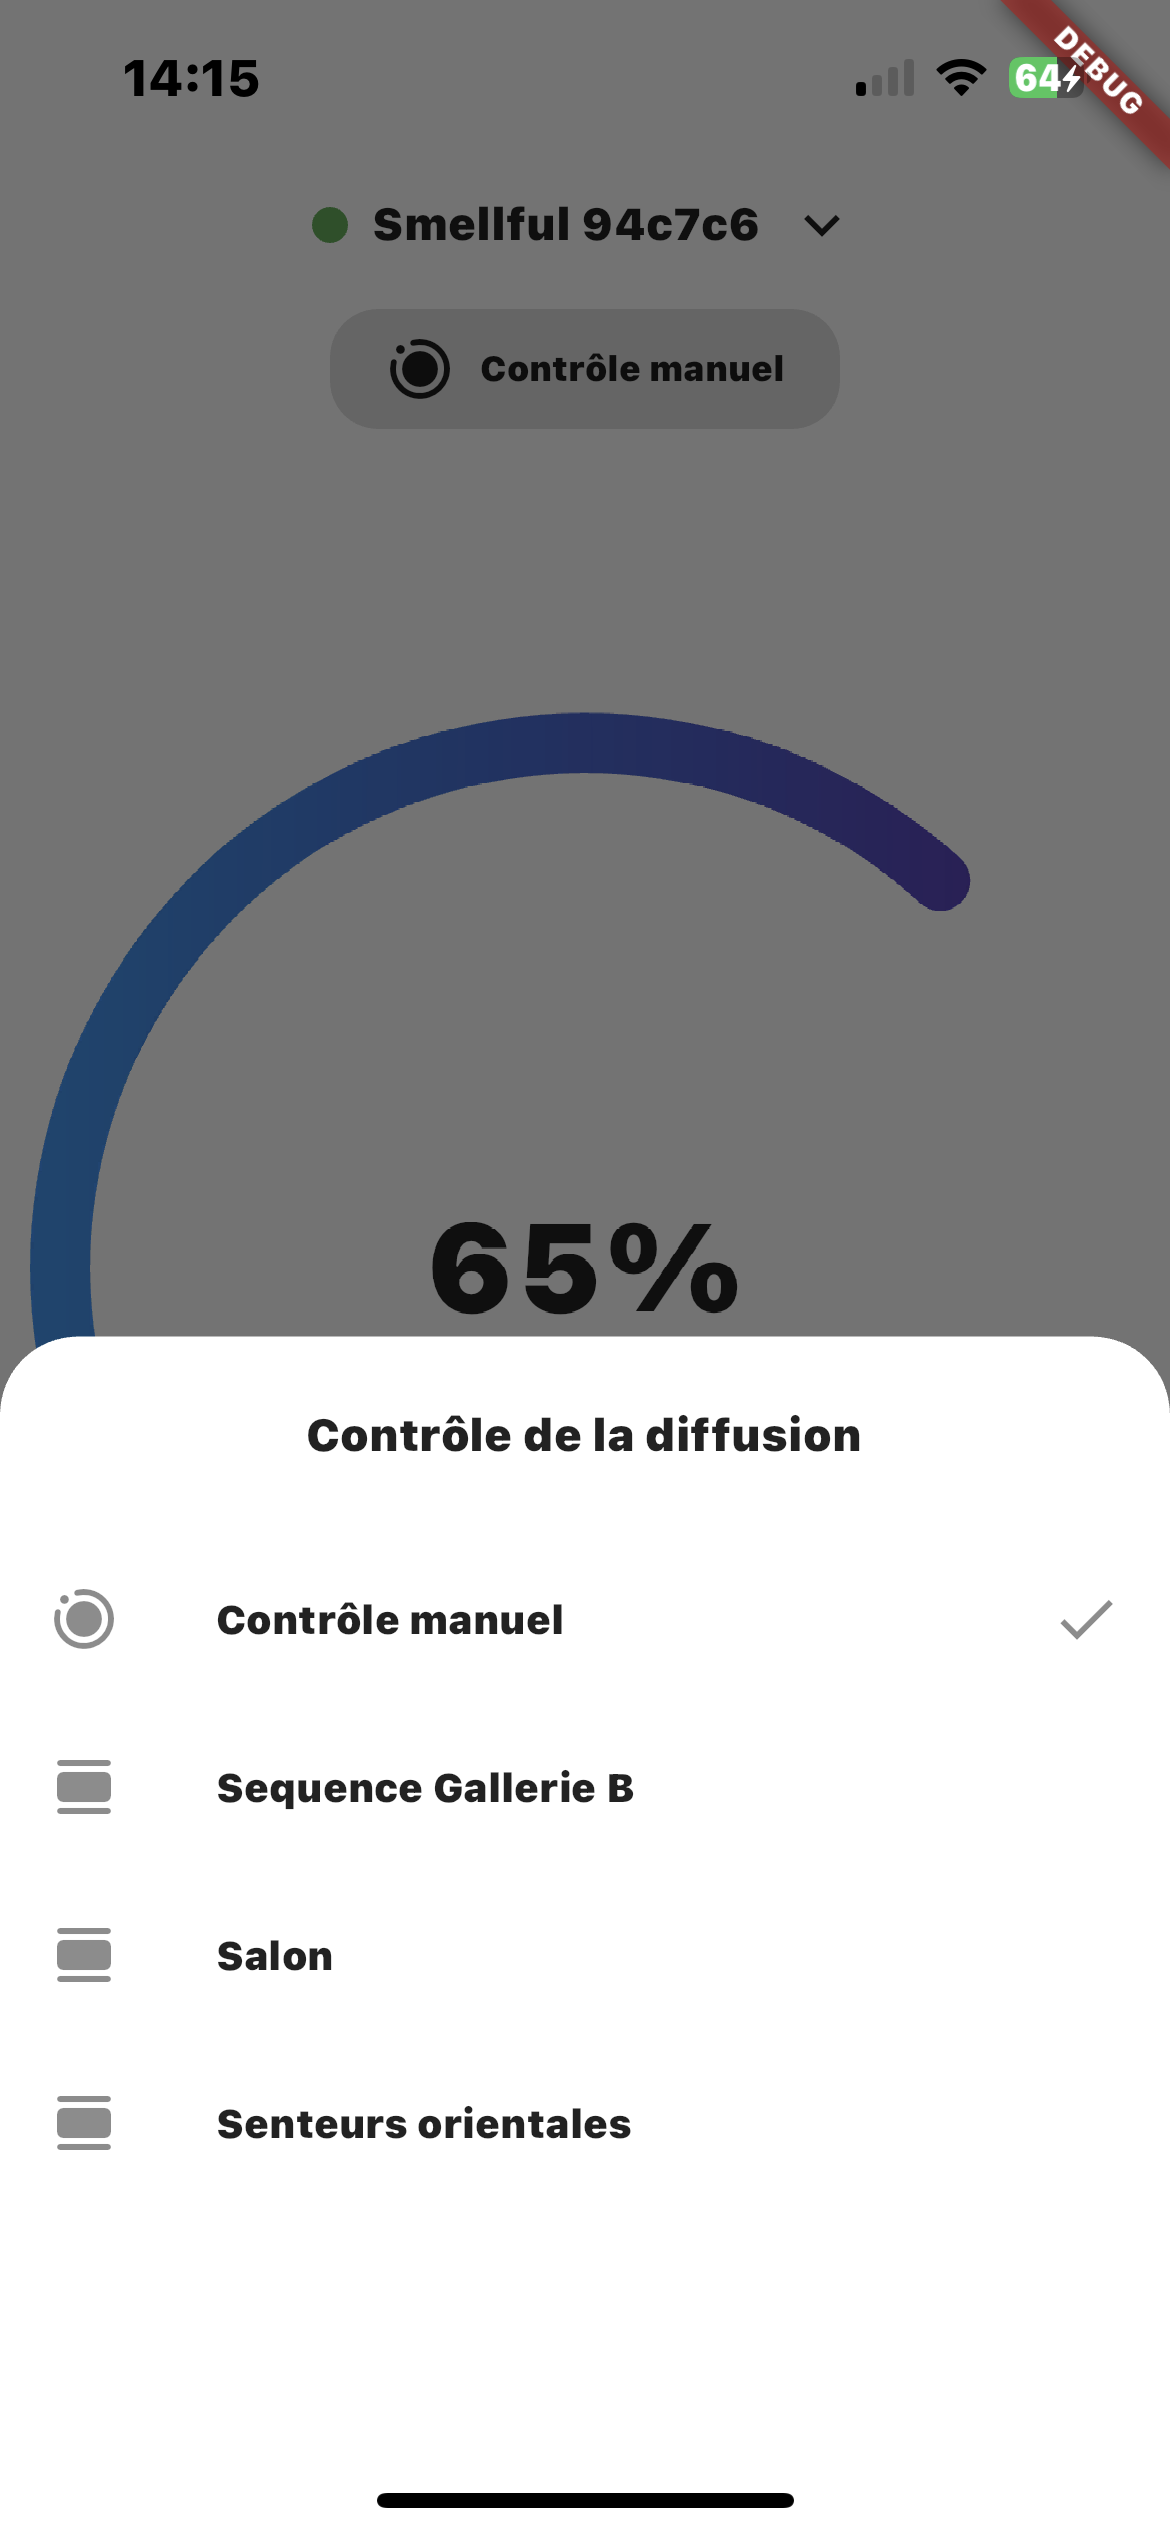 14:15
64
DEBUG
Smellful 94c7c6
Contrôle manuel
65%
Contrôle de la diffusion
Contrôle manuel
Sequence Gallerie B
Salon
Senteurs orientales